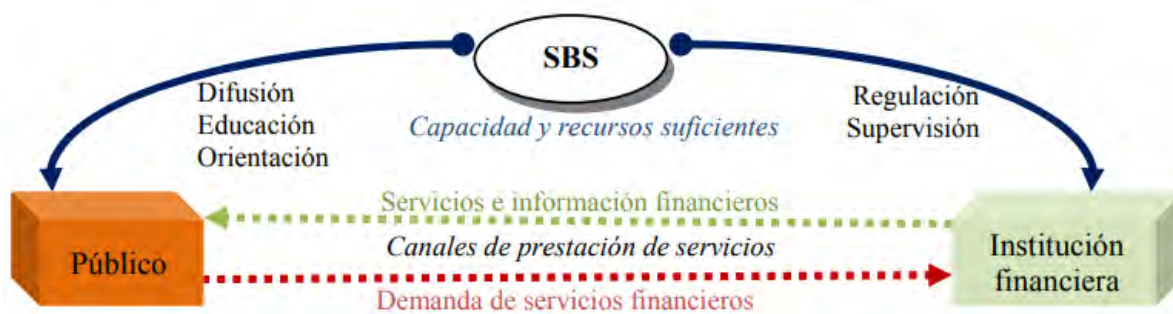 SBS
Difusión
Educación
Orientación
Capacidad y recursos suficientes
Regulación
Supervisión
Servicios e información financieros
Público
Canales de prestación de servicios
Institución
financiera
Demanda de servicios financieros